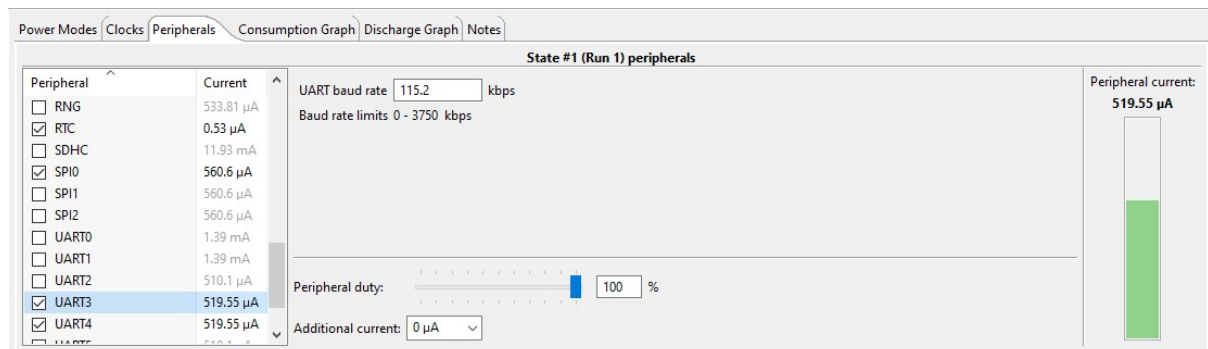 Power Modes Clocks Peripherals Consumption Graph Discharge Graph Notes
State #1 (Run 1) peripherals
Peripheral Current
RNG 533.81 µA
RTC 0.53 µA
SDHC 11.93 mA
SPI0 560.6 µA
SPI1 560.6 µA
SPI2 560.6 µA
UART0 1.39 mA
UART1 1.39 mA
UART2 510.1 µA
UART3 519.55 µA
UART4 519.55 µA
UART baud rate 115.2 kbps
Baud rate limits 0 - 3750 kbps
Peripheral duty: 100 %
Additional current: 0 µA
Peripheral current:
519.55 µA